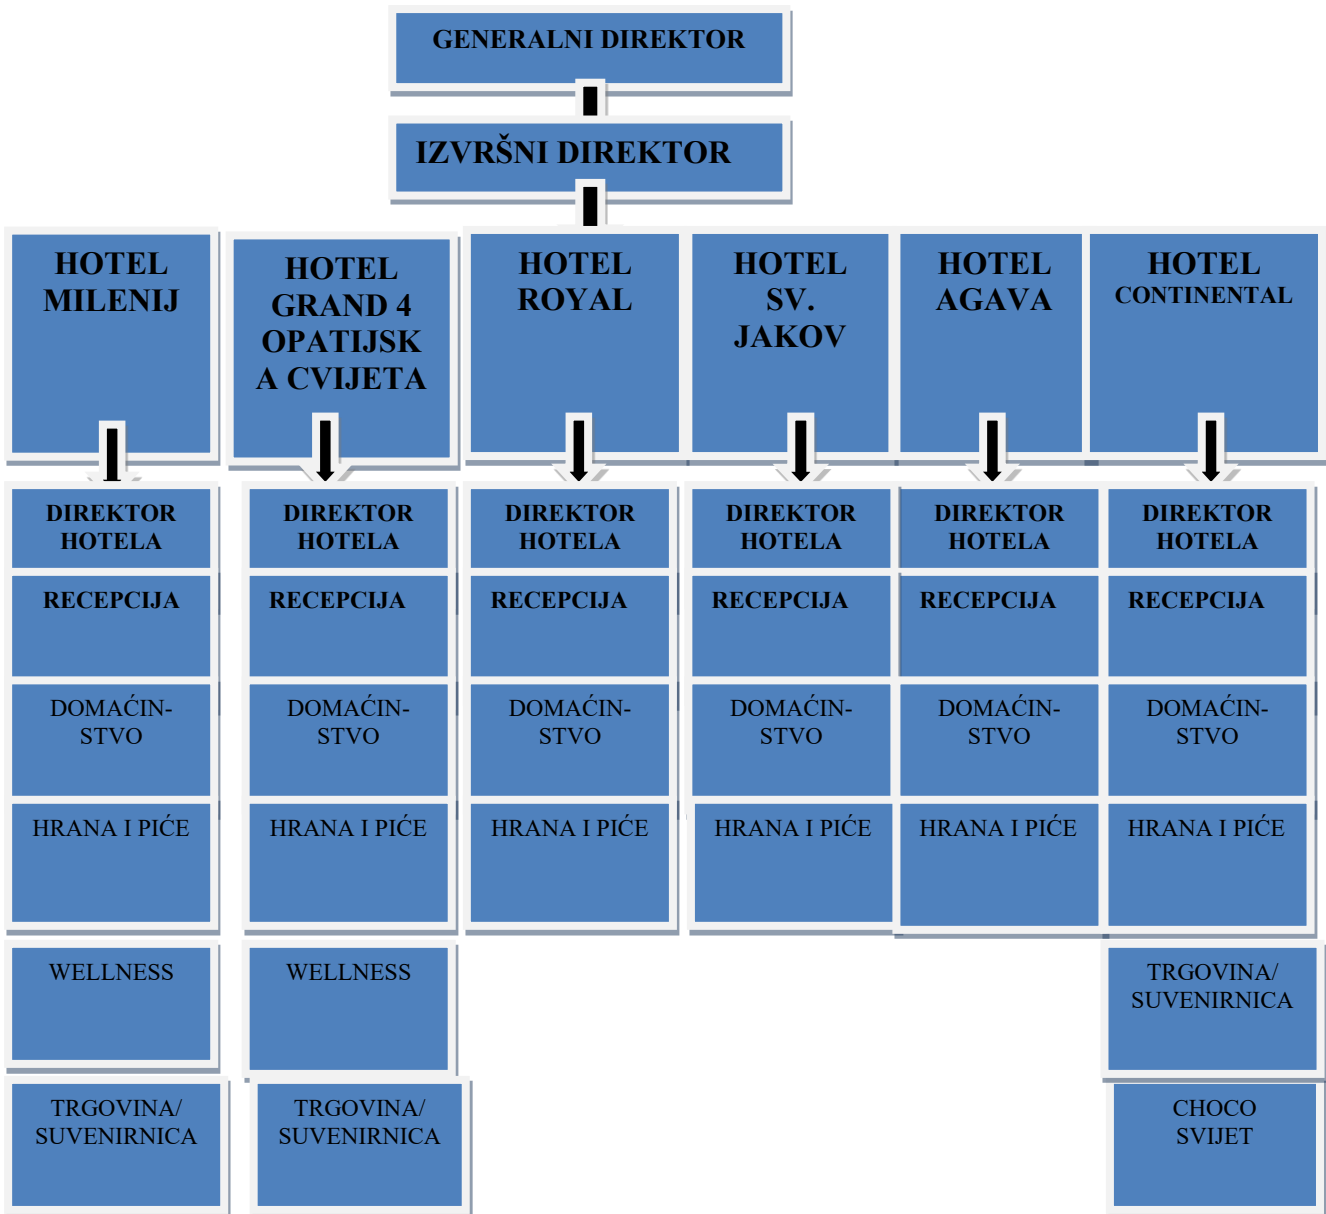 GENERALNI DIREKTOR
IZVRŠNI DIREKTOR
HOTEL
MILENIJ
HOTEL
GRAND 4
OPATIJSK
A CVIJETA
HOTEL
ROYAL
HOTEL
SV.
JAKOV
HOTEL
AGAVA
HOTEL
CONTINENTAL
DIREKTOR
HOTELA
DIREKTOR
HOTELA
DIREKTOR
HOTELA
DIREKTOR
HOTELA
DIREKTOR
HOTELA
DIREKTOR
HOTELA
RECEPCIJA
RECEPCIJA
RECEPCIJA
RECEPCIJA
RECEPCIJA
RECEPCIJA
DOMAĆIN-
STVO
DOMAĆIN-
STVO
DOMAĆIN-
STVO
DOMAĆIN-
STVO
DOMAĆIN-
STVO
DOMAĆIN-
STVO
HRANA I PIĆE
HRANA I PIĆE
HRANA I PIĆE
HRANA I PIĆE
HRANA I PIĆE
HRANA I PIĆE
WELLNESS
WELLNESS
TRGOVINA/
SUVENIRNICA
TRGOVINA/
SUVENIRNICA
TRGOVINA/
SUVENIRNICA
CHOCO
SVIJET